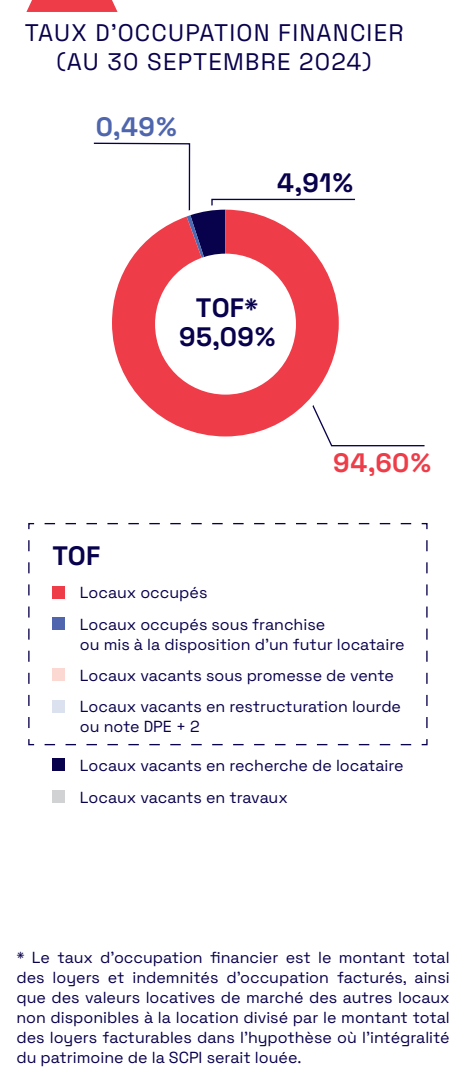 TAUX D'OCCUPATION FINANCIER
(AU 30 SEPTEMBRE 2024)
0,49%
4,91%
TOF*
95,09%
94,60%
TOF
Locaux occupés
Locaux occupés sous franchise
ou mis à la disposition d'un futur locataire
Locaux vacants sous promesse de vente
Locaux vacants en restructuration lourde
ou note DPE + 2
Locaux vacants en recherche de locataire
Locaux vacants en travaux
* Le taux d'occupation financier est le montant total
des loyers et indemnités d'occupation facturés, ainsi
que des valeurs locatives de marché des autres locaux
non disponibles à la location divisé par le montant total
des loyers facturables dans l'hypothèse où l'intégralité
du patrimoine de la SCPI serait louée.